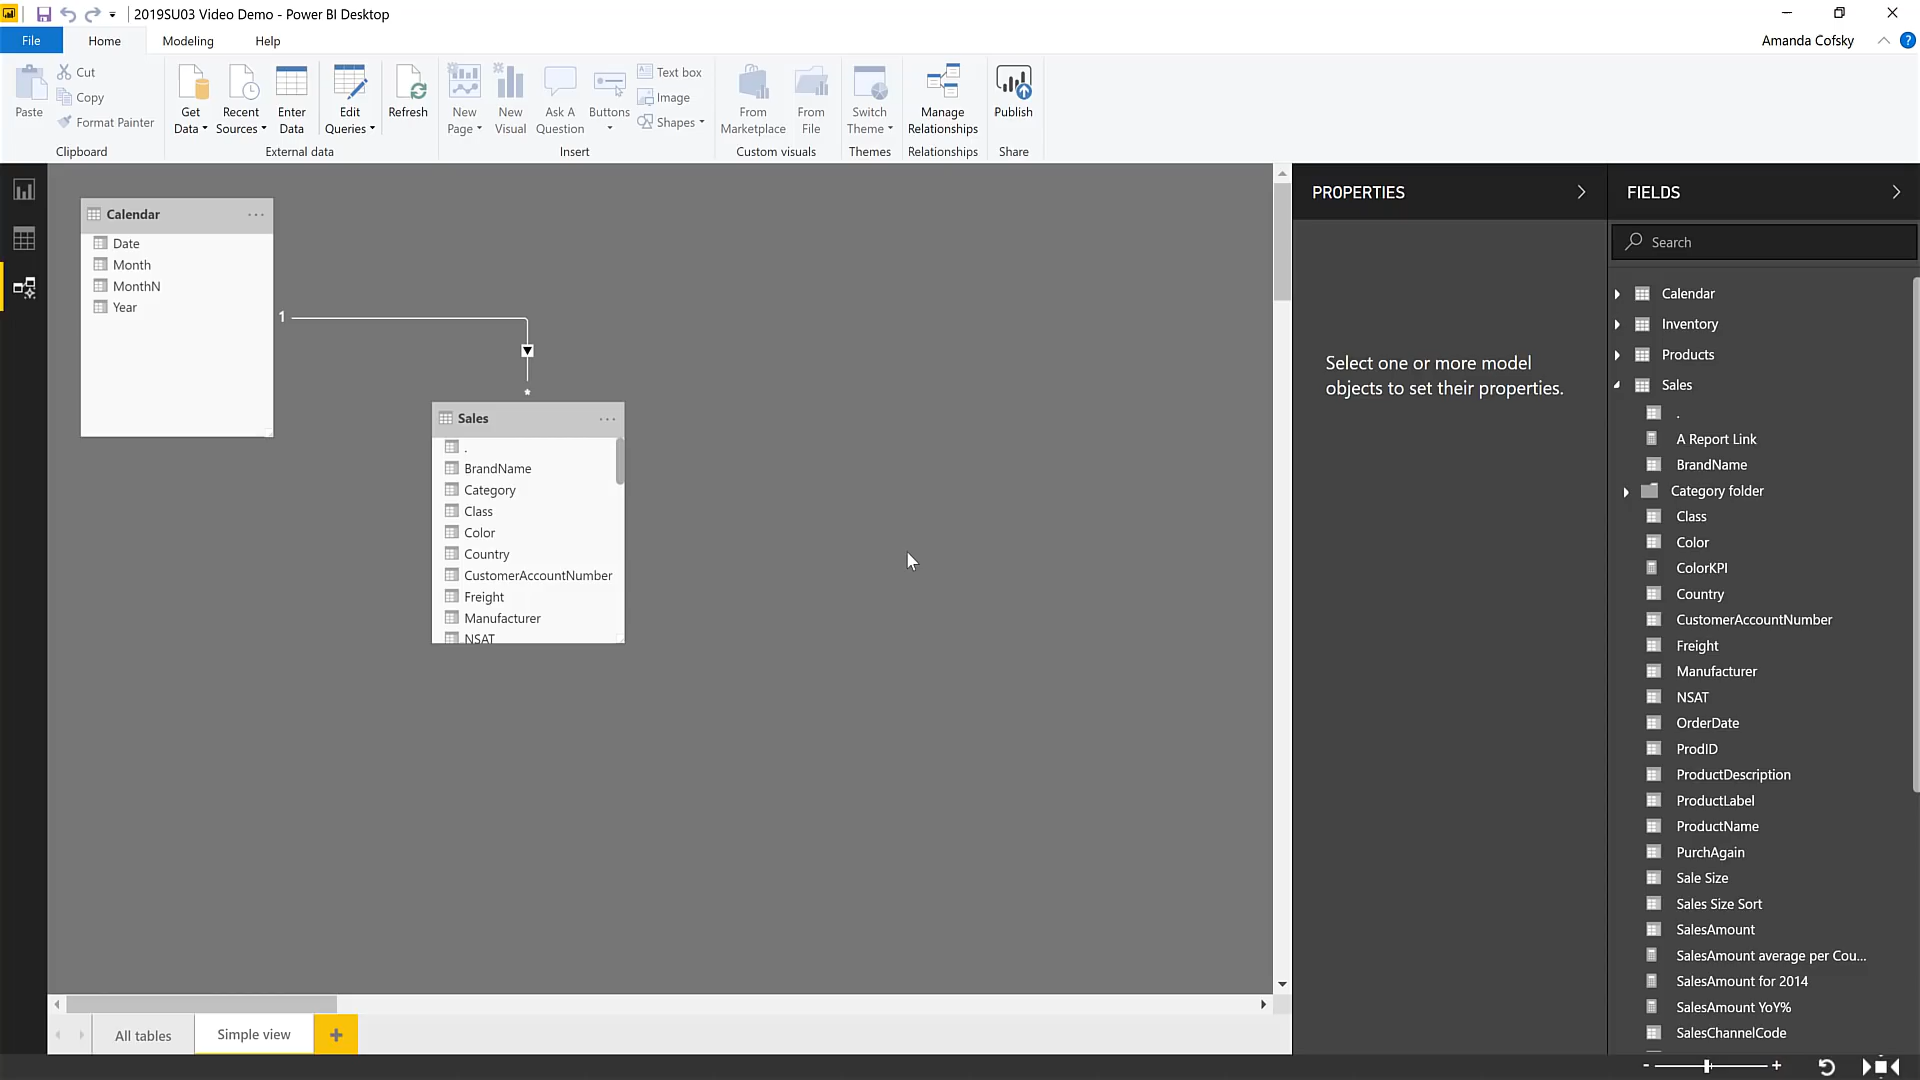 2019SU03 Video Demo - Power BI Desktop
File
Home
Modeling
Help
Amanda Cofsky
?
Paste
Cut
Copy
Format Painter
Clipboard
Get Data
Recent Sources
Enter Data
Edit Queries
Refresh
External data
New Page
New Visual
Ask A Question
Buttons
Text box
Image
Shapes
Insert
From Marketplace
From File
Custom visuals
Switch Theme
Themes
Manage Relationships
Relationships
Publish
Share
Calendar
...
Date
Month
MonthN
Year
1
*
Sales
...
.
BrandName
Category
Class
Color
Country
CustomerAccountNumber
Freight
Manufacturer
NSAT
PROPERTIES
Select one or more model
objects to set their properties.
FIELDS
Search
Calendar
Inventory
Products
Sales
.
A Report Link
BrandName
Category folder
Class
Color
ColorKPI
Country
CustomerAccountNumber
Freight
Manufacturer
NSAT
OrderDate
ProdID
ProductDescription
ProductLabel
ProductName
PurchAgain
Sale Size
Sales Size Sort
SalesAmount
SalesAmount average per Cou...
SalesAmount for 2014
SalesAmount YoY%
SalesChannelCode
All tables
Simple view
+
- +